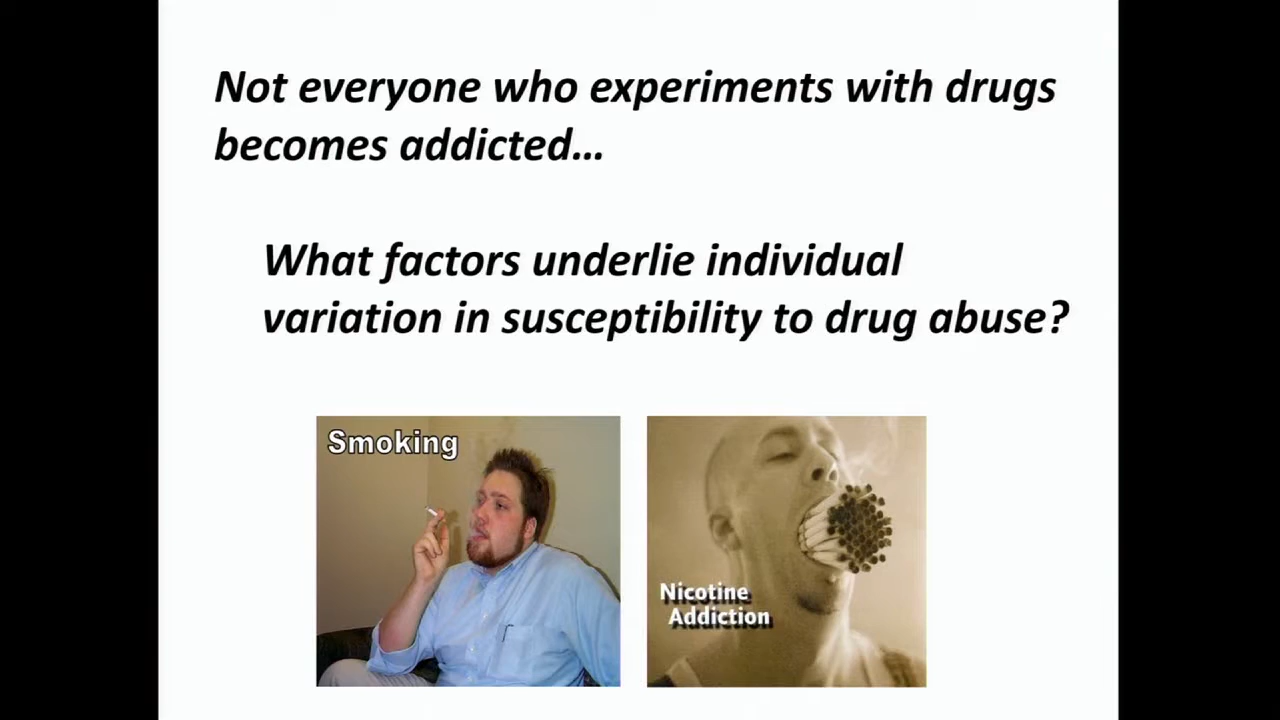 Not everyone who experiments with drugs
becomes addicted…
What factors underlie individual
variation in susceptibility to drug abuse?
Smoking
Nicotine
Addiction